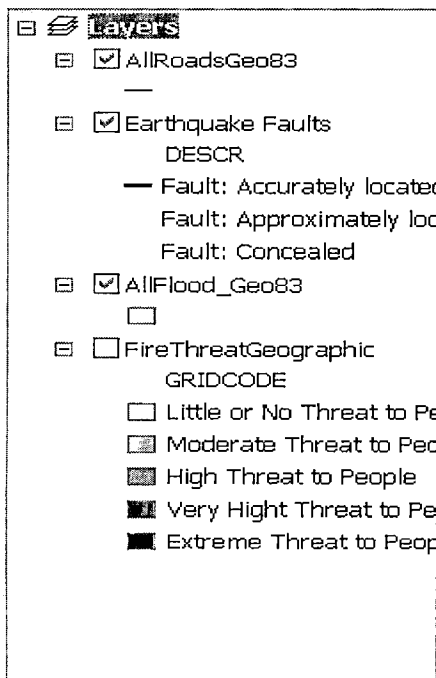 Layers
AllRoadsGeo83
Earthquake Faults
DESCR
Fault: Accurately located
Fault: Approximately loc
Fault: Concealed
AllFlood_Geo83
FireThreatGeographic
GRIDCODE
Little or No Threat to Pe
Moderate Threat to Peo
High Threat to People
Very Hight Threat to Pe
Extreme Threat to Peop